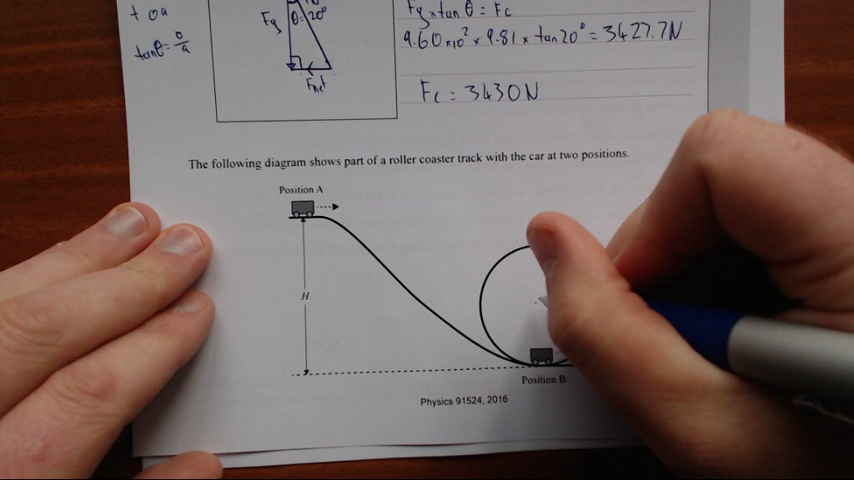 t o a
tanθ = o/a
Fg
θ=20°
Fnet
Fg × tan θ = Fc
9.60 ×10² × 9.81 × tan 20° = 3427.7N
Fc = 3430N
The following diagram shows part of a roller coaster track with the car at two positions.
Position A
H
Position B
Physics 91524, 2016